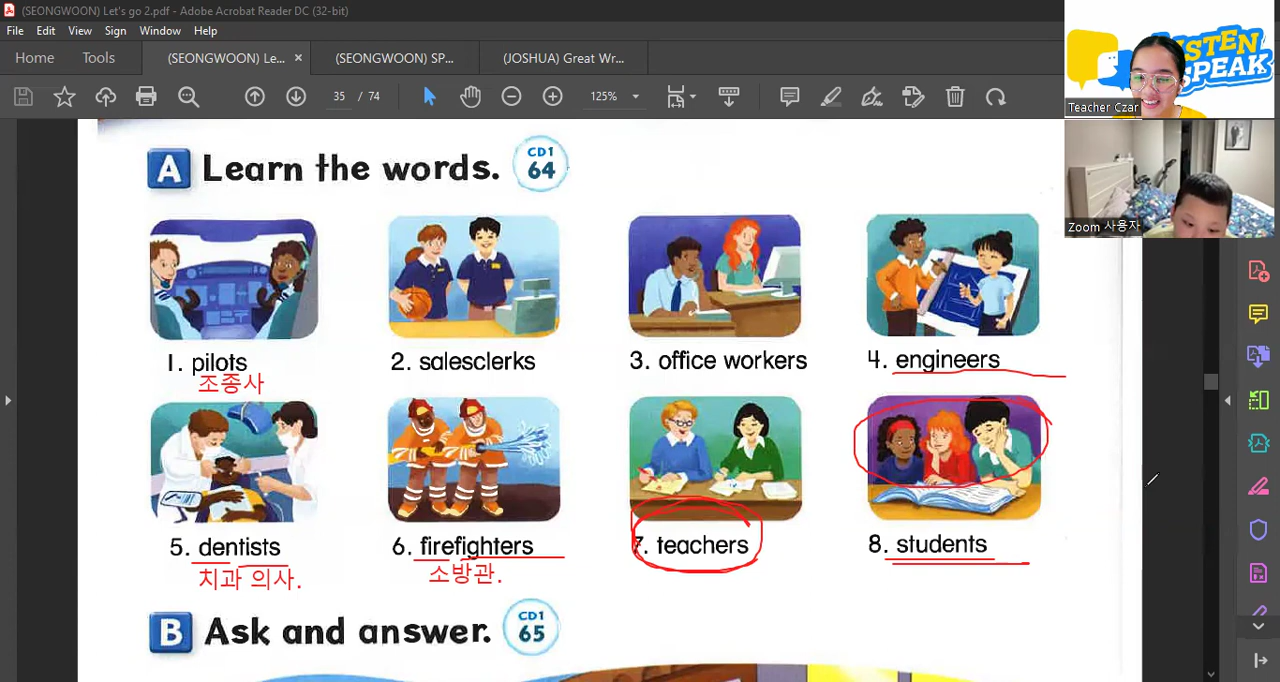 (SEONGWOON) Let's go 2.pdf - Adobe Acrobat Reader DC (32-bit)
File Edit View Sign Window Help
Home Tools (SEONGWOON) Le... × (SEONGWOON) SP... (JOSHUA) Great Wr...
35 / 74 125%
LISTEN
SPEAK
Teacher Czar
Zoom 사용자
A Learn the words. CD1 64
1. pilots 2. salesclerks 3. office workers 4. engineers
조종사
5. dentists 6. firefighters 7. teachers 8. students
치과 의사. 소방관.
B Ask and answer. CD1 65